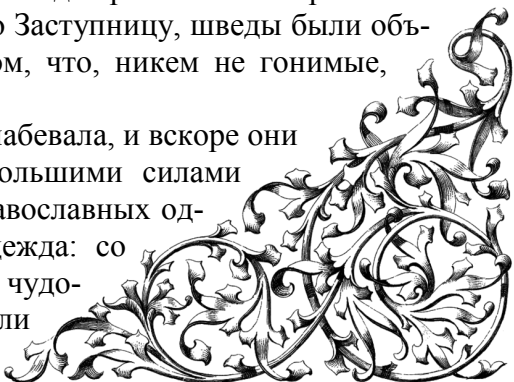 о Заступницу, шведы были объ-
ом, что, никем не гонимые,
набевала, и вскоре они
большими силами
авославных од-
дежда: со
чудо-
ли